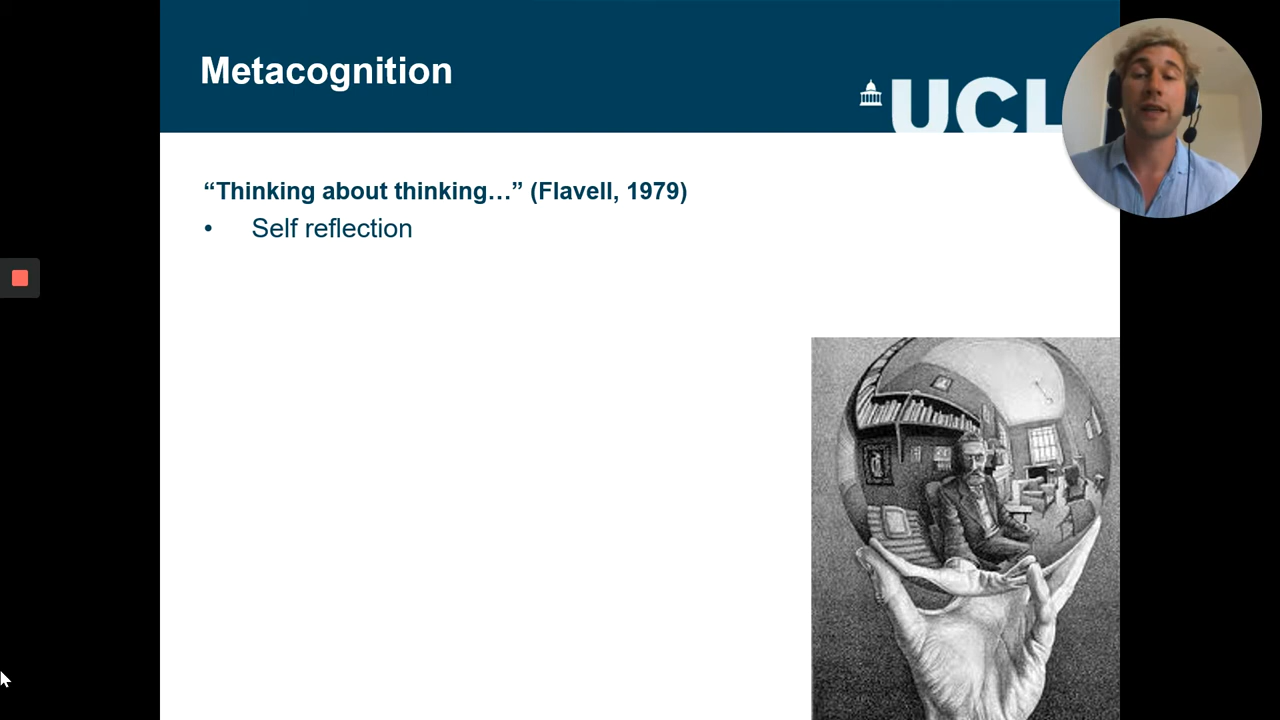 Metacognition
UCL
“Thinking about thinking…” (Flavell, 1979)
• Self reflection